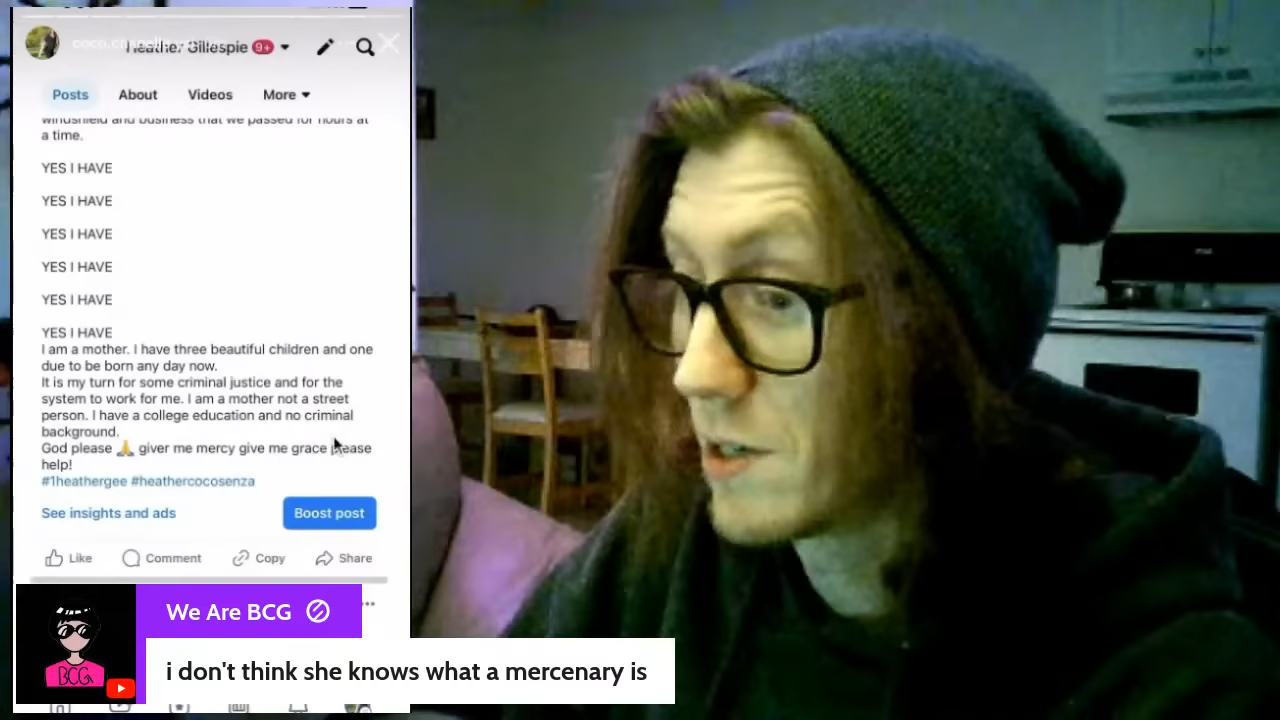 Heather Gillespie 9+
Posts About Videos More
windshield and business that we passed for hours at
a time.
YES I HAVE
YES I HAVE
YES I HAVE
YES I HAVE
YES I HAVE
YES I HAVE
I am a mother. I have three beautiful children and one
due to be born any day now.
It is my turn for some criminal justice and for the
system to work for me. I am a mother not a street
person. I have a college education and no criminal
background.
God please 🙏 giver me mercy give me grace please
help!
#1heathergee #heathercocosenza
See insights and ads
Boost post
Like Comment Copy Share
We Are BCG
BCG
i don't think she knows what a mercenary is